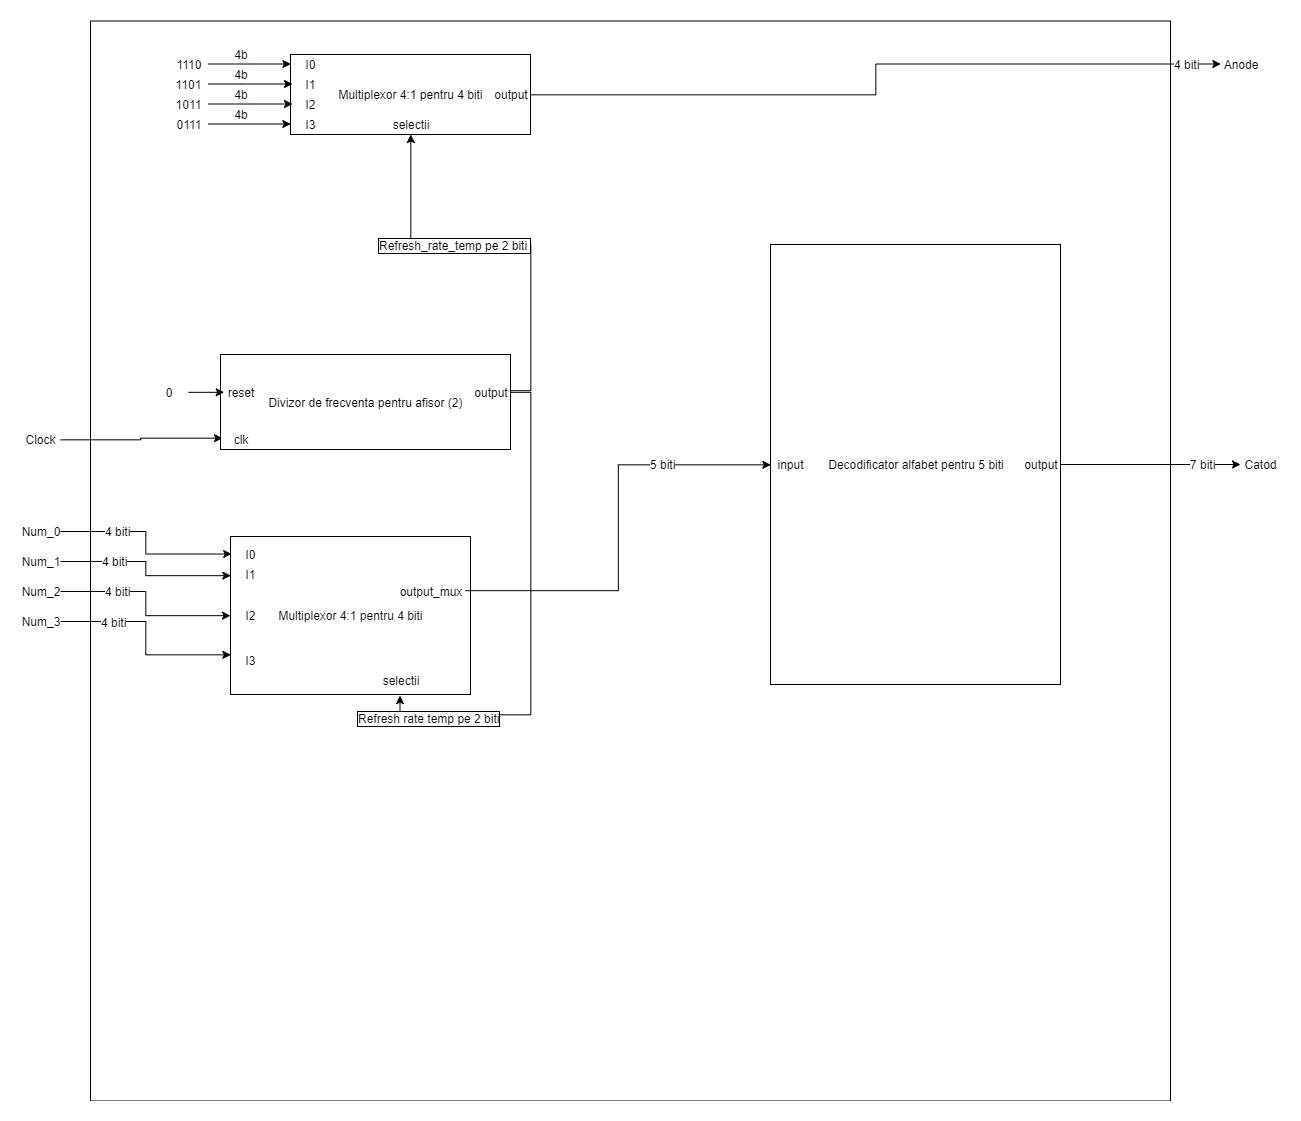 1110
4b
I0
1101
4b
I1
1011
4b
I2
0111
4b
I3
Multiplexor 4:1 pentru 4 biti
output
selectii
4 biti
Anode
Refresh_rate_temp pe 2 biti
0
reset
Divizor de frecventa pentru afisor (2)
output
Clock
clk
5 biti
input
Decodificator alfabet pentru 5 biti
output
7 biti
Catod
Num_0
4 biti
I0
Num_1
4 biti
I1
Num_2
4 biti
I2
Num_3
4 biti
I3
output_mux
Multiplexor 4:1 pentru 4 biti
selectii
Refresh rate temp pe 2 biti